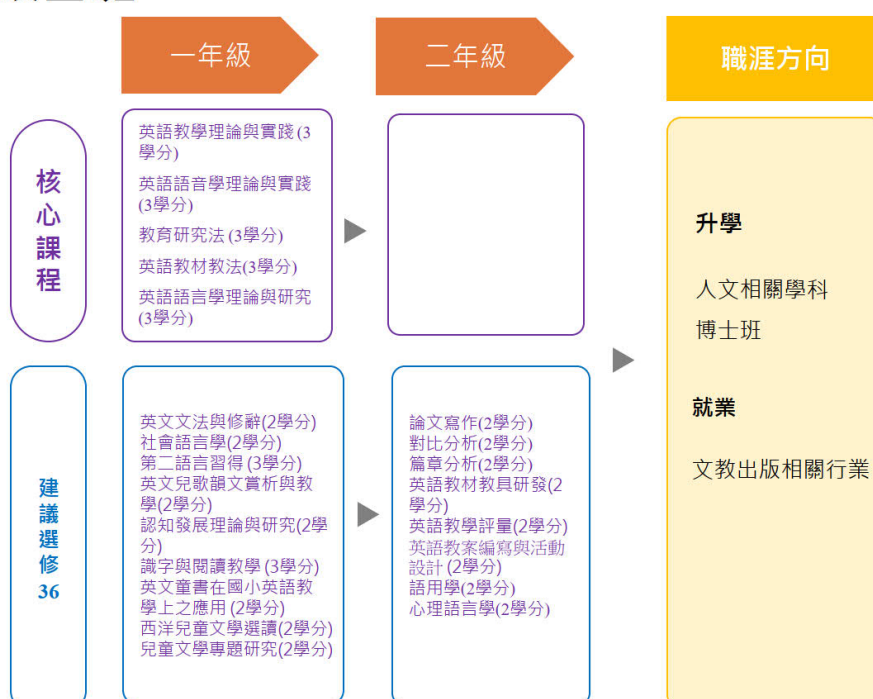 一年級
二年級
職涯方向
核
心
課
程
英語教學理論與實踐(3
學分)
英語語音學理論與實踐
(3學分)
教育研究法(3學分)
英語教材教法(3學分)
英語語言學理論與研究
(3學分)
建
議
選
修
36
英文文法與修辭(2學分)
社會語言學(2學分)
第二語言習得(3學分)
英文兒歌韻文賞析與教
學(2學分)
認知發展理論與研究(2學
分)
識字與閱讀教學(3學分)
英文童書在國小英語教
學上之應用(2學分)
西洋兒童文學選讀(2學分)
兒童文學專題研究(2學分)
論文寫作(2學分)
對比分析(2學分)
篇章分析(2學分)
英語教材教具研發(2
學分)
英語教學評量(2學分)
英語教案編寫與活動
設計(2學分)
語用學(2學分)
心理語言學(2學分)
升學
人文相關學科
博士班
就業
文教出版相關行業